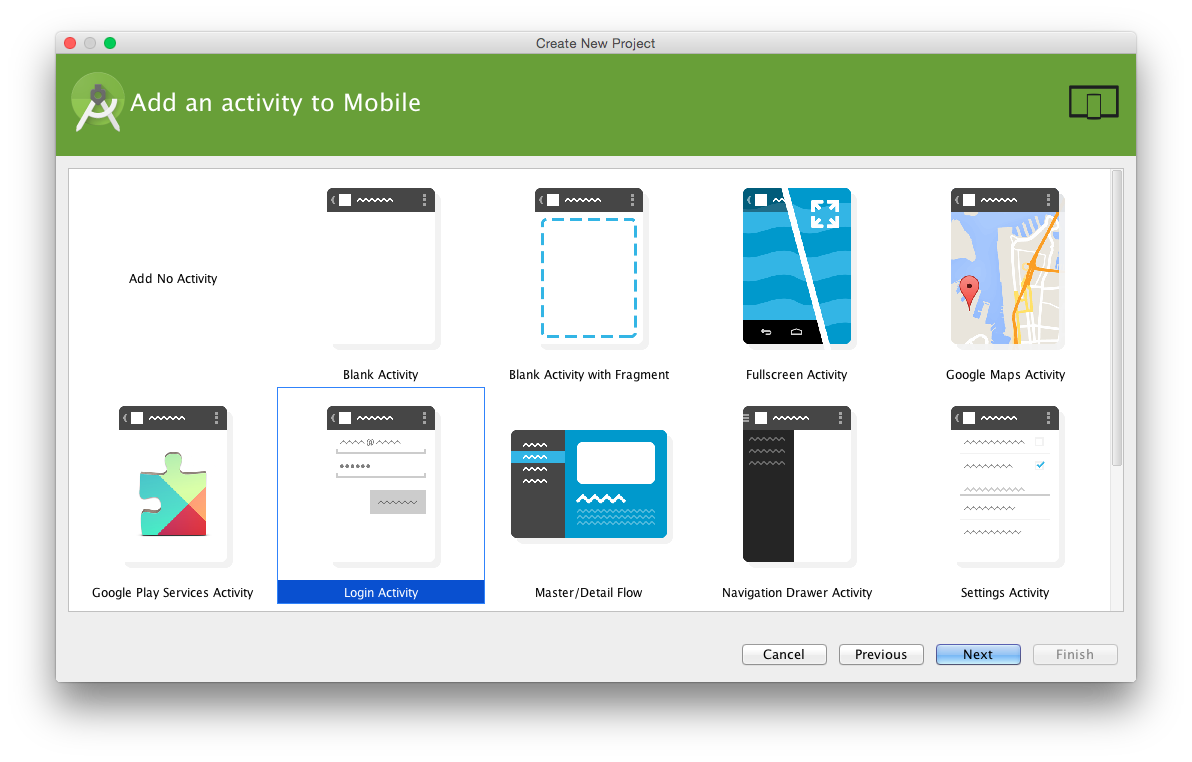 Create New Project
Add an activity to Mobile
Add No Activity
Blank Activity
Blank Activity with Fragment
Fullscreen Activity
Google Maps Activity
@
Google Play Services Activity
Login Activity
Master/Detail Flow
Navigation Drawer Activity
Settings Activity
Cancel
Previous
Next
Finish